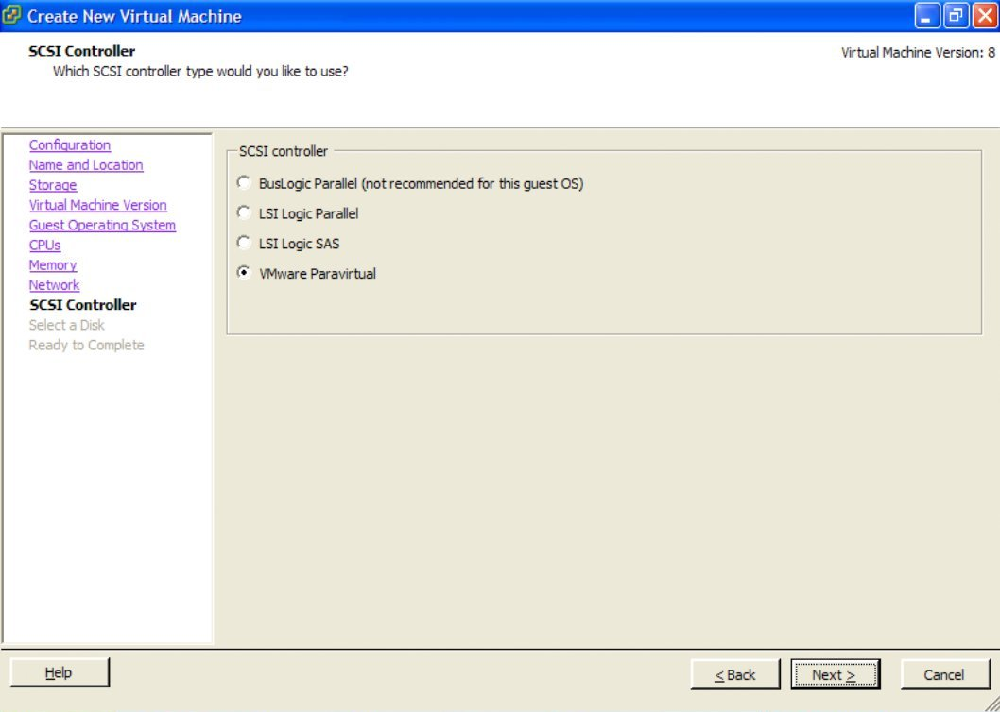 Create New Virtual Machine
SCSI Controller
Which SCSI controller type would you like to use?
Virtual Machine Version: 8
Configuration
Name and Location
Storage
Virtual Machine Version
Guest Operating System
CPUs
Memory
Network
SCSI Controller
Select a Disk
Ready to Complete
SCSI controller
BusLogic Parallel (not recommended for this guest OS)
LSI Logic Parallel
LSI Logic SAS
VMware Paravirtual
Help
< Back
Next >
Cancel